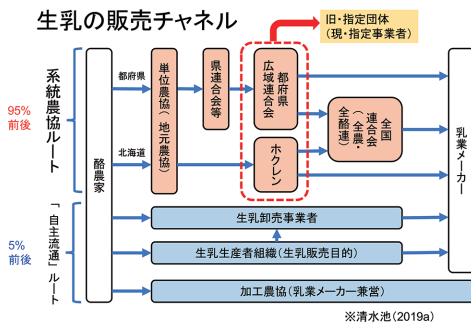 生乳の販売チャネル
旧・指定団体
(現・指定事業者)
95%
前後
系統農協ルート
5%
前後
「自主流通」ルート
酪農家
都府県
北海道
単位農協(地元農協)
県連合会等
都府県
広域連合会
ホクレン
全国
連合会
(全農・
全酪連)
乳業メーカー
生乳卸売事業者
生乳生産者組織(生乳販売目的)
加工農協(乳業メーカー兼営)
※清水池(2019a)